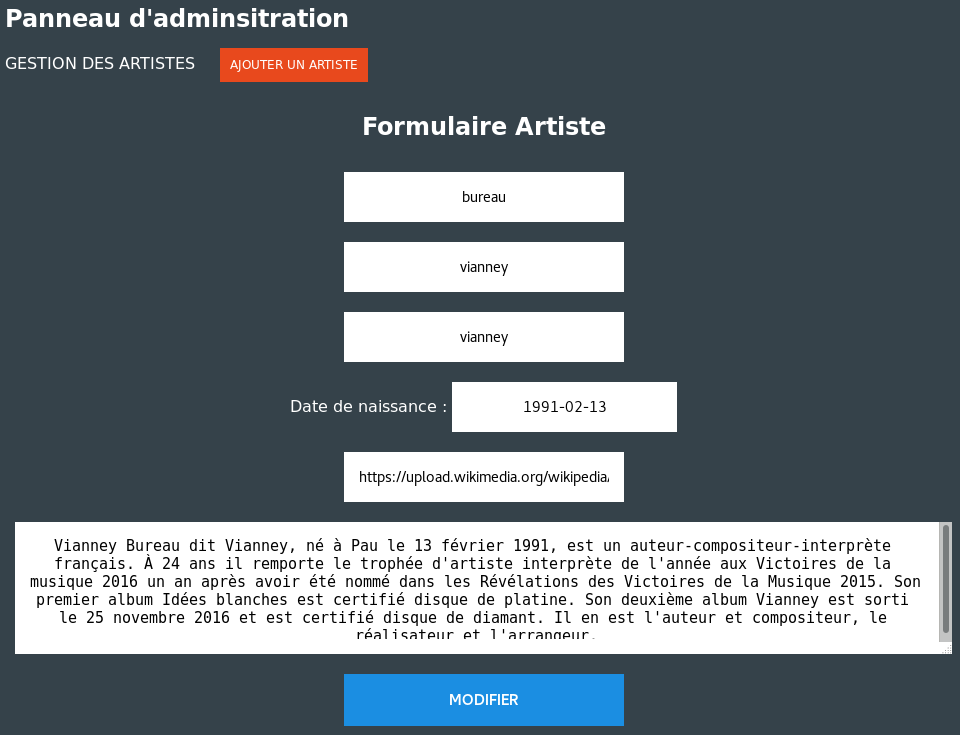 Panneau d'adminsitration
GESTION DES ARTISTES AJOUTER UN ARTISTE
Formulaire Artiste
bureau
vianney
vianney
Date de naissance : 1991-02-13
https://upload.wikimedia.org/wikipedia/
Vianney Bureau dit Vianney, né à Pau le 13 février 1991, est un auteur-compositeur-interprète
français. À 24 ans il remporte le trophée d'artiste interprète de l'année aux Victoires de la
musique 2016 un an après avoir été nommé dans les Révélations des Victoires de la Musique 2015. Son
premier album Idées blanches est certifié disque de platine. Son deuxième album Vianney est sorti
le 25 novembre 2016 et est certifié disque de diamant. Il en est l'auteur et compositeur, le
réalisateur et l'arrangeur.
MODIFIER